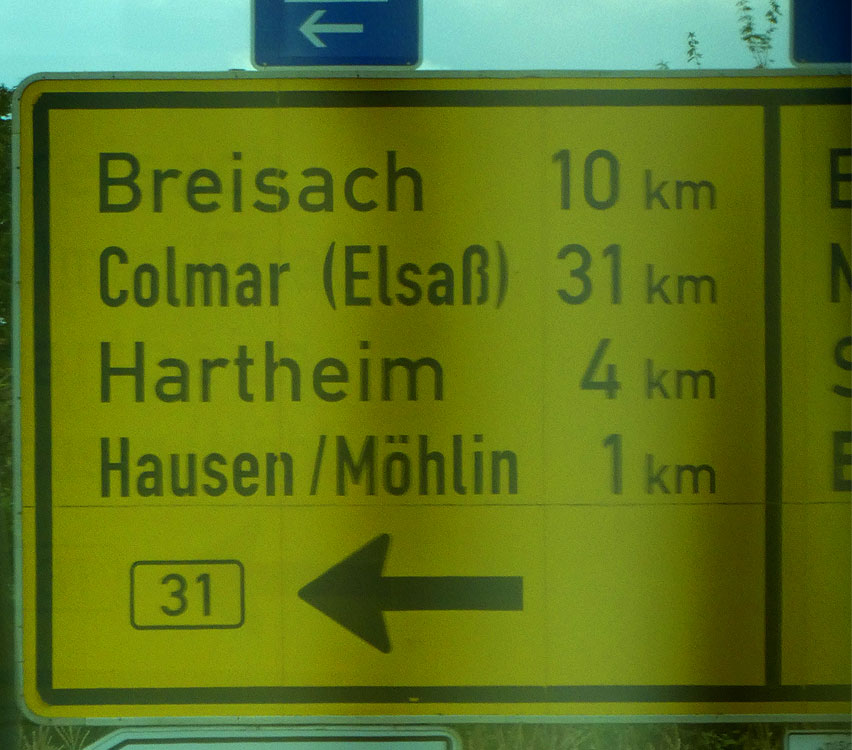 Breisach 10 km
Colmar (Elsaß) 31 km
Hartheim 4 km
Hausen/Möhlin 1 km
31